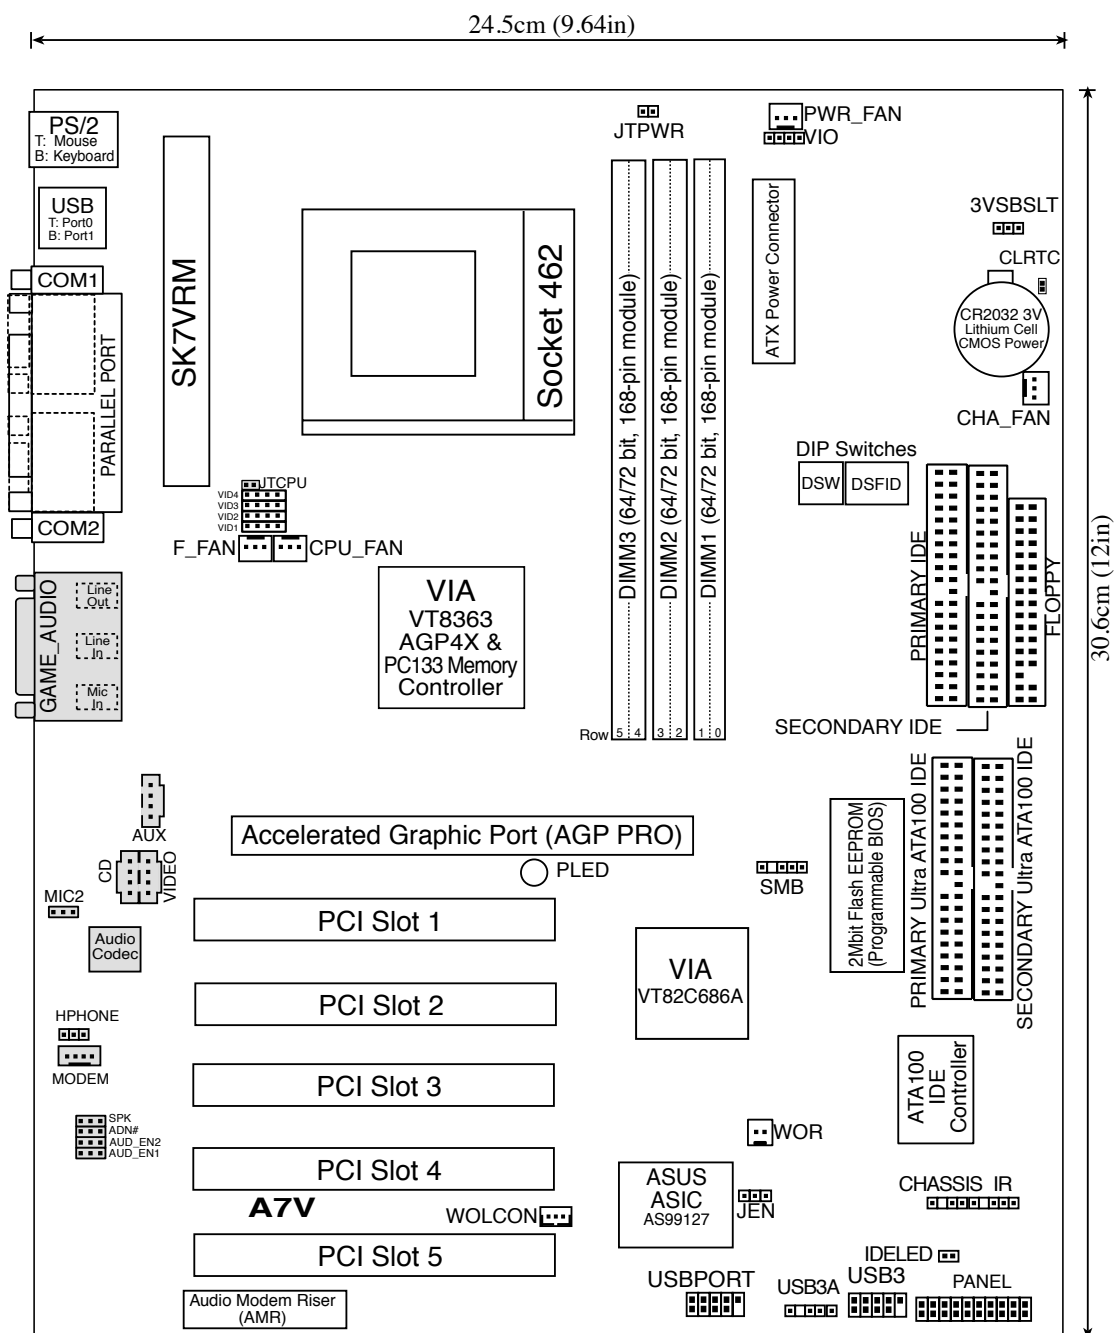 24.5cm (9.64in)
PS/2
T: Mouse
B: Keyboard
JTPWR
PWR_FAN
VIO
USB
T: Port0
B: Port1
3VSBSLT
CLRTC
COM1
SK7VRM
Socket 462
DIMM3 (64/72 bit, 168-pin module)
DIMM2 (64/72 bit, 168-pin module)
DIMM1 (64/72 bit, 168-pin module)
ATX Power Connector
CR2032 3V
Lithium Cell
CMOS Power
PARALLEL PORT
CHA_FAN
DIP Switches
DSW
DSFID
JTCPU
VID4
VID3
VID2
VID1
COM2
F_FAN
CPU_FAN
PRIMARY IDE
FLOPPY
30.6cm (12in)
GAME_AUDIO
Line
Out
Line
In
Mic
In
VIA
VT8363
AGP4X &
PC133 Memory
Controller
Row
5
4
3
2
1
0
SECONDARY IDE
AUX
Accelerated Graphic Port (AGP PRO)
CD
VIDEO
PLED
SMB
2Mbit Flash EEPROM
(Programmable BIOS)
PRIMARY Ultra ATA100 IDE
SECONDARY Ultra ATA100 IDE
MIC2
PCI Slot 1
Audio
Codec
VIA
VT82C686A
PCI Slot 2
HPHONE
MODEM
PCI Slot 3
ATA100
IDE
Controller
SPK
ADN#
AUD_EN2
AUD_EN1
WOR
PCI Slot 4
ASUS
ASIC
AS99127
JEN
CHASSIS
IR
A7V
WOLCON
PCI Slot 5
IDELED
USBPORT
USB3A
USB3
PANEL
Audio Modem Riser
(AMR)